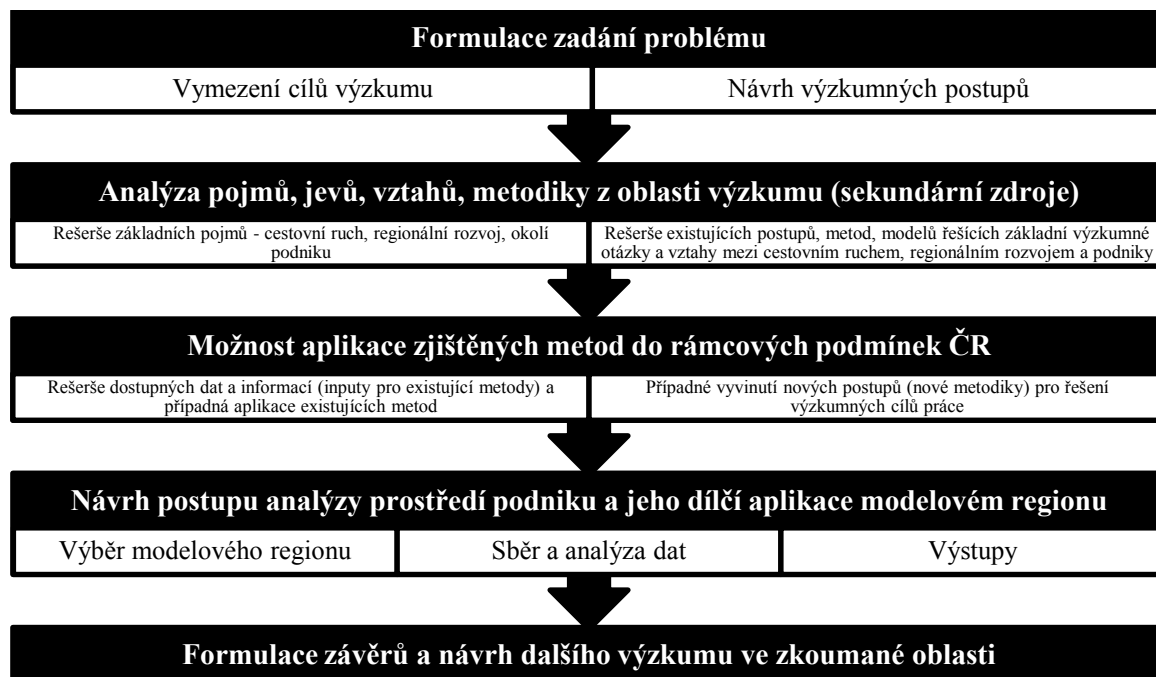 Formulace zadání problému
Vymezení cílů výzkumu
Návrh výzkumných postupů
Analýza pojmů, jevů, vztahů, metodiky z oblasti výzkumu (sekundární zdroje)
Rešerše základních pojmů - cestovní ruch, regionální rozvoj, okolí
podniku
Rešerše existujících postupů, metod, modelů řešících základní výzkumné
otázky a vztahy mezi cestovním ruchem, regionálním rozvojem a podniky
Možnost aplikace zjištěných metod do rámcových podmínek ČR
Rešerše dostupných dat a informací (inputy pro existující metody) a
případná aplikace existujících metod
Případné vyvinutí nových postupů (nové metodiky) pro řešení
výzkumných cílů práce
Návrh postupu analýzy prostředí podniku a jeho dílčí aplikace modelovém regionu
Výběr modelového regionu
Sběr a analýza dat
Výstupy
Formulace závěrů a návrh dalšího výzkumu ve zkoumané oblasti